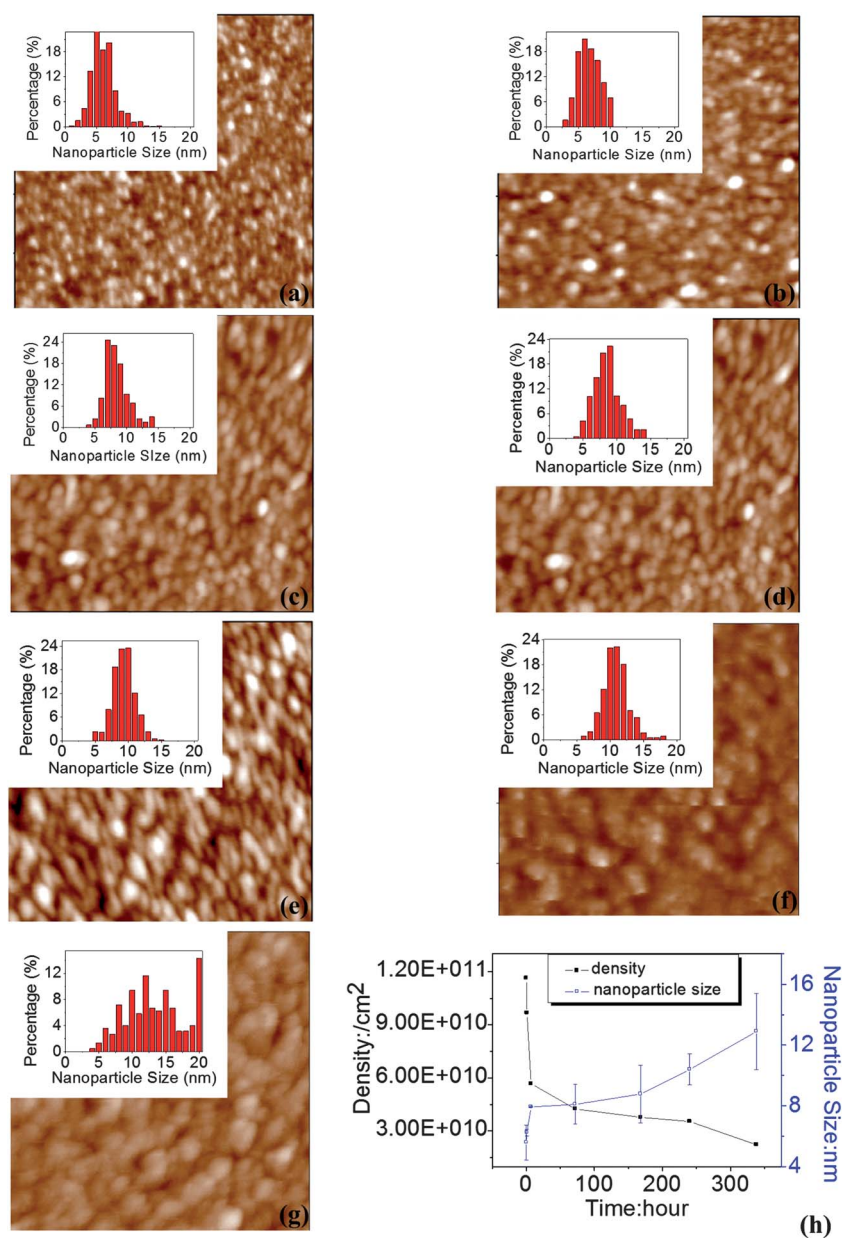 Percentage (%)
18
12
6
0
0 5 10 15 20
Nanoparticle Size (nm)
(a)
Percentage (%)
18
12
6
0
0 5 10 15 20
Nanoparticle Size (nm)
(b)
Percentage (%)
24
18
12
6
0
0 5 10 15 20
Nanoparticle SIze (nm)
(c)
Percentage (%)
24
18
12
6
0
0 5 10 15 20
Nanoparticle Size (nm)
(d)
Percentage (%)
24
18
12
6
0
0 5 10 15 20
Nanoparticle Size (nm)
(e)
Percentage (%)
24
18
12
6
0
0 5 10 15 20
Nanoparticle Size (nm)
(f)
Percentage (%)
12
8
4
0
0 5 10 15 20
Nanoparticle Size (nm)
(g)
density
nanoparticle size
Density:/cm2
1.20E+011
9.00E+010
6.00E+010
3.00E+010
0 100 200 300
Time:hour
16
12
8
4
Nanoparticle Size:nm
(h)